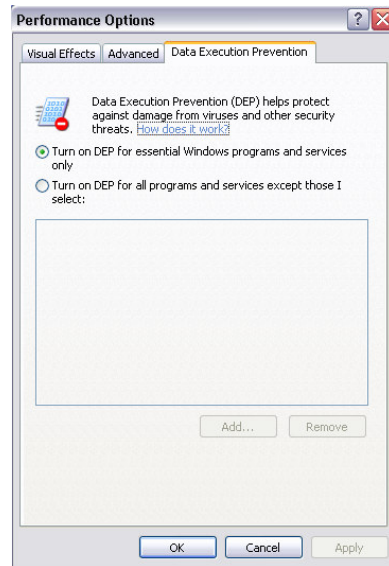 Performance Options
Visual Effects Advanced Data Execution Prevention
Data Execution Prevention (DEP) helps protect
against damage from viruses and other security
threats. How does it work?
Turn on DEP for essential Windows programs and services
only
Turn on DEP for all programs and services except those I
select:
Add... Remove
OK Cancel Apply